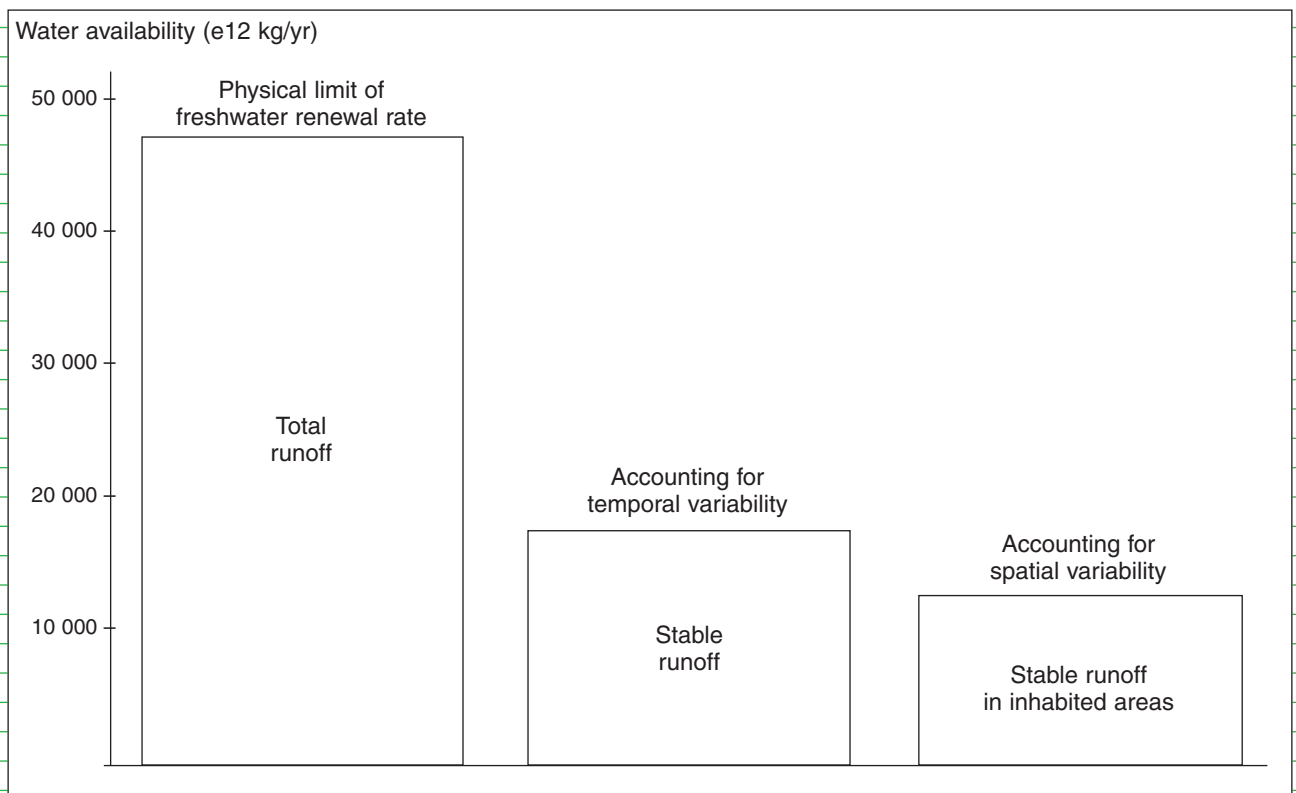 Water availability (e12 kg/yr)
50 000
40 000
30 000
20 000
10 000
Physical limit of
freshwater renewal rate
Total
runoff
Accounting for
temporal variability
Stable
runoff
Accounting for
spatial variability
Stable runoff
in inhabited areas